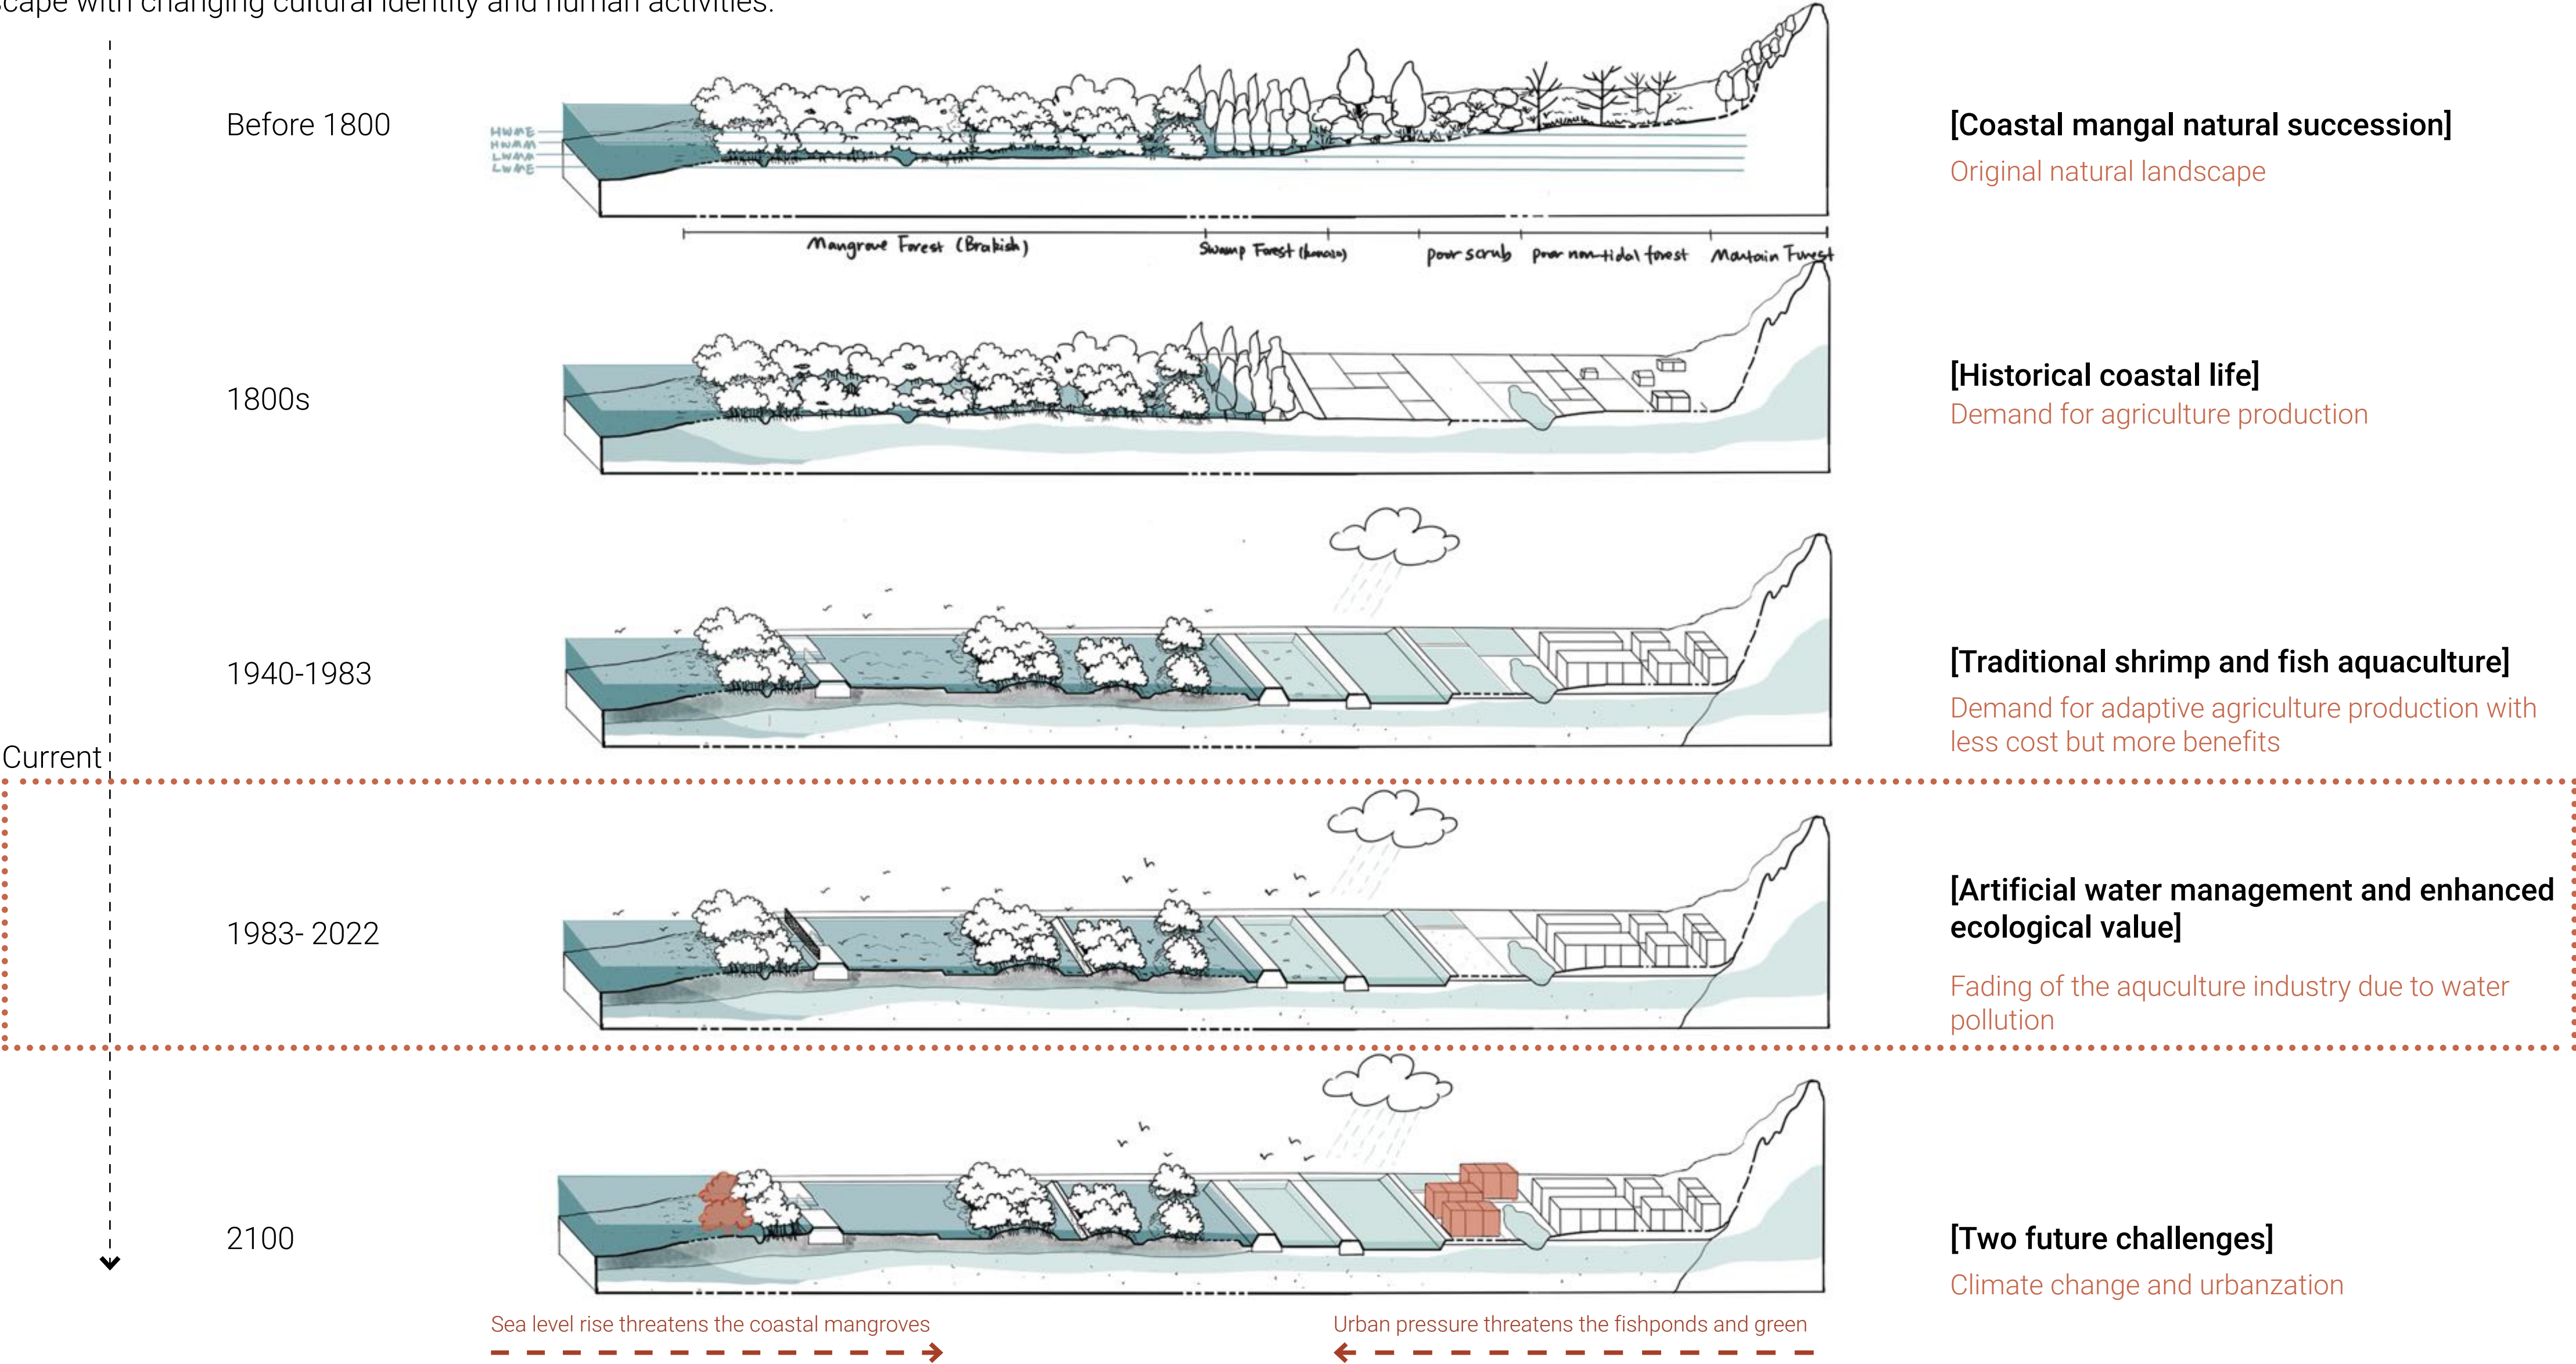 scape with changing cultural identity and human activities.
Before 1800
HWME
HWMM
LWMM
LWME
[Coastal mangal natural succession]
Original natural landscape
Mangrove Forest (Brakish)
Swamp Forest
poor scrub
poor non-tidal forest
Mantain Forest
1800s
[Historical coastal life]
Demand for agriculture production
1940-1983
[Traditional shrimp and fish aquaculture]
Demand for adaptive agriculture production with
less cost but more benefits
Current
1983- 2022
[Artificial water management and enhanced
ecological value]
Fading of the aquculture industry due to water
pollution
2100
[Two future challenges]
Climate change and urbanzation
Sea level rise threatens the coastal mangroves
Urban pressure threatens the fishponds and green